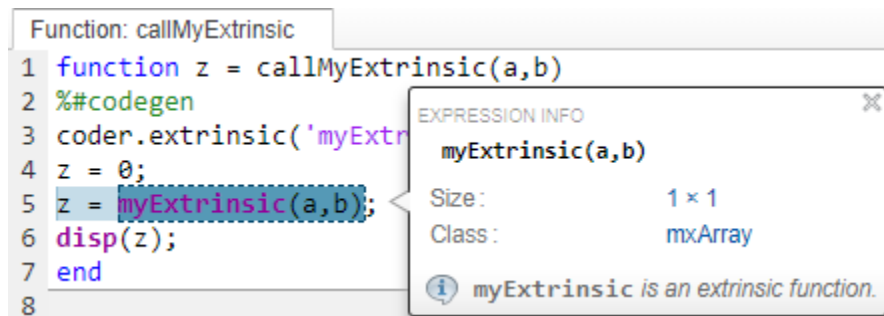 Function: callMyExtrinsic
1 function z = callMyExtrinsic(a,b)
2 %#codegen
3 coder.extrinsic('myExtr
4 z = 0;
5 z = myExtrinsic(a,b);
6 disp(z);
7 end
8
EXPRESSION INFO
myExtrinsic(a,b)
Size: 1 × 1
Class: mxArray
myExtrinsic is an extrinsic function.